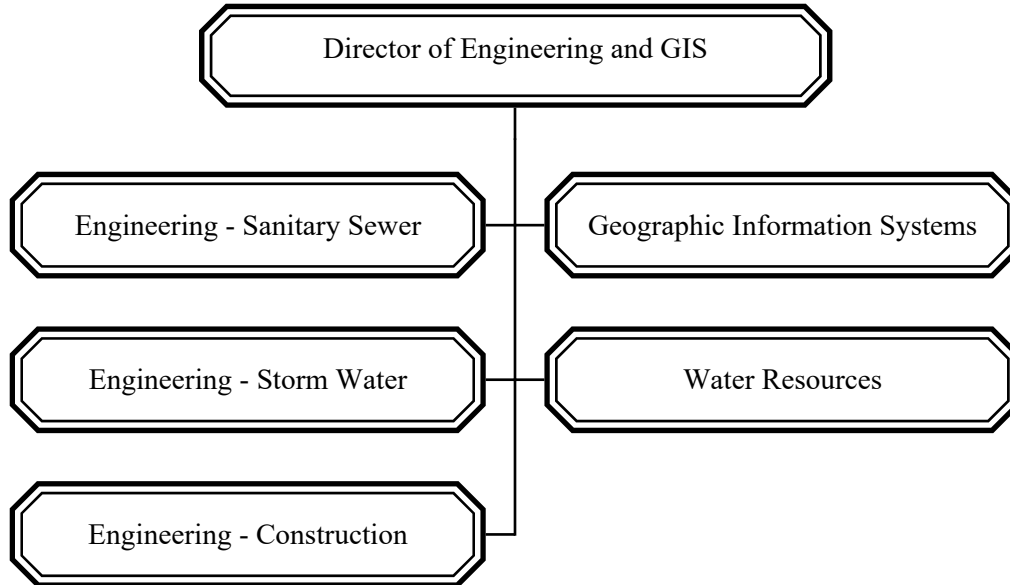 Director of Engineering and GIS
Engineering - Sanitary Sewer
Geographic Information Systems
Engineering - Storm Water
Water Resources
Engineering - Construction